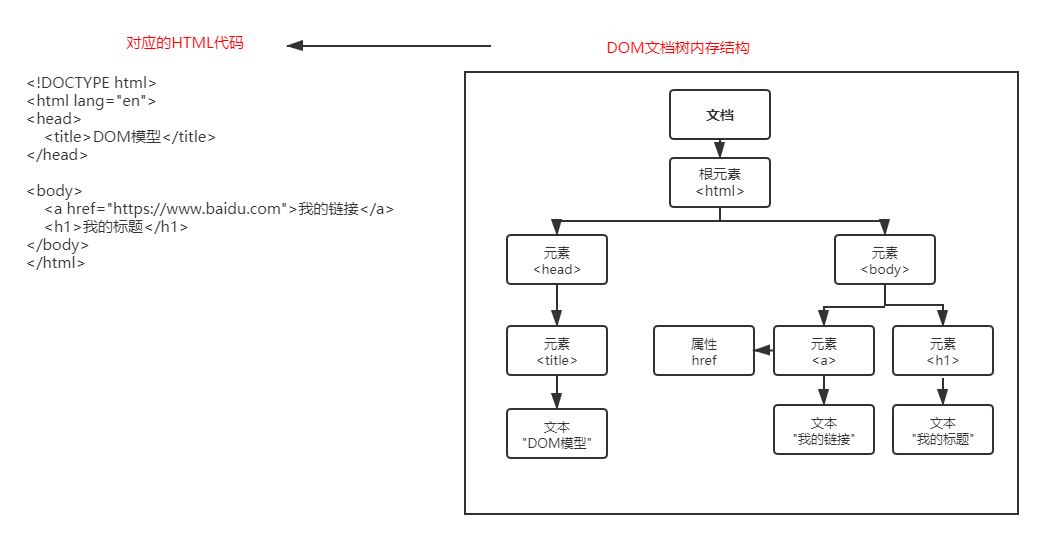 对应的HTML代码
DOM文档树内存结构
<!DOCTYPE html>
<html lang="en">
<head>
<title>DOM模型</title>
</head>
<body>
<a href="https://www.baidu.com">我的链接</a>
<h1>我的标题</h1>
</body>
</html>
文档
根元素
<html>
元素
<head>
元素
<body>
元素
<title>
属性
href
元素
<a>
元素
<h1>
文本
"DOM模型"
文本
"我的链接"
文本
"我的标题"